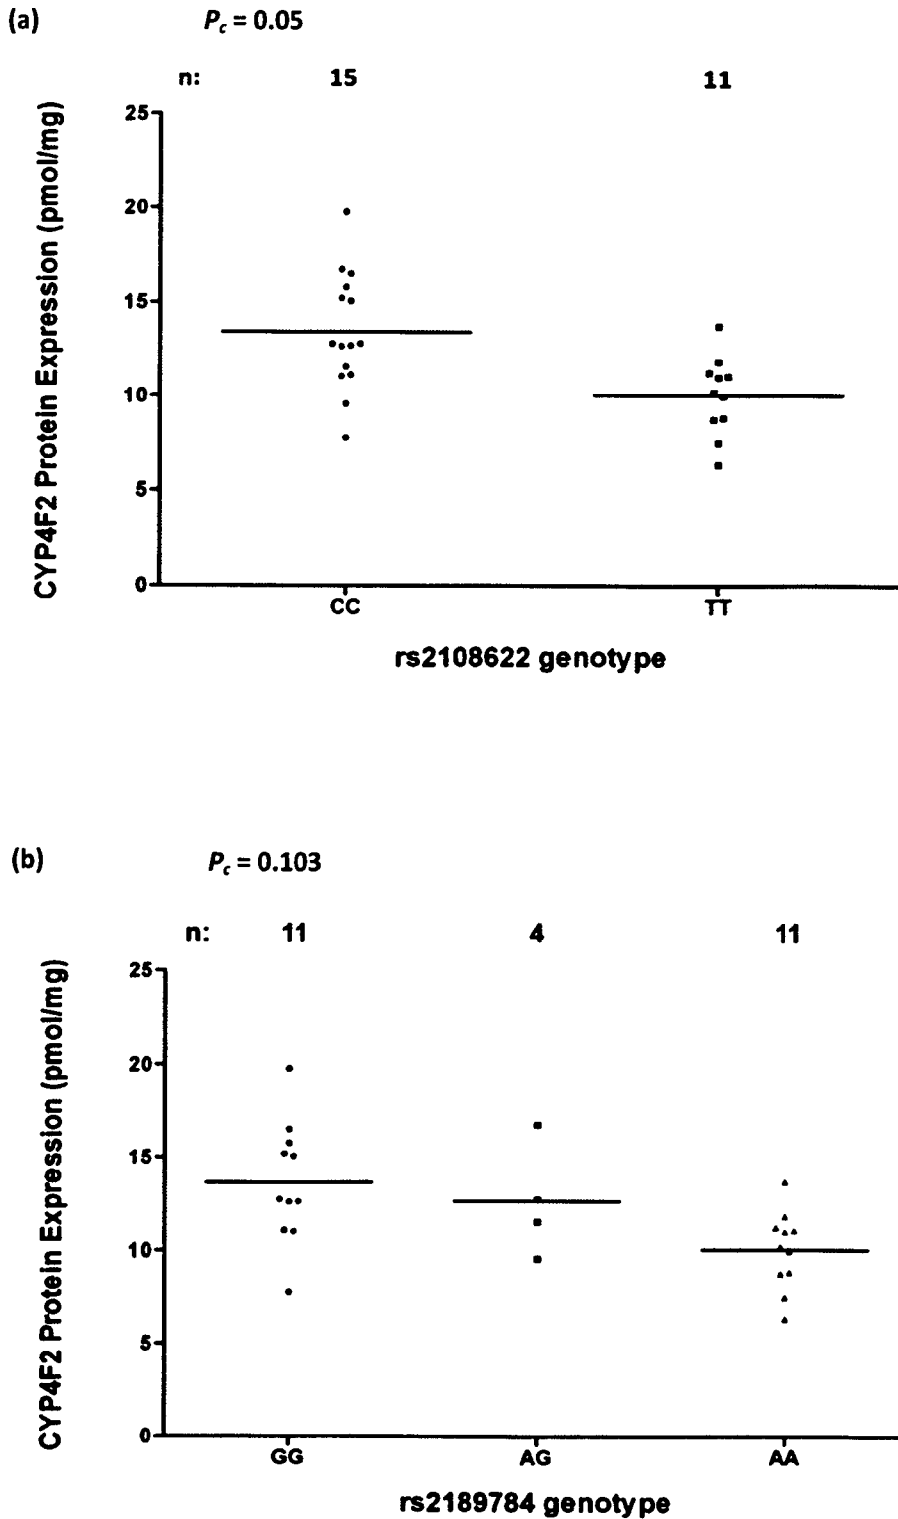 (a)
Pc = 0.05
n: 15 11
CYP4F2 Protein Expression (pmol/mg)
25
20
15
10
5
0
CC TT
rs2108622 genotype
(b)
Pc = 0.103
n: 11 4 11
CYP4F2 Protein Expression (pmol/mg)
25
20
15
10
5
0
GG AG AA
rs2189784 genotype